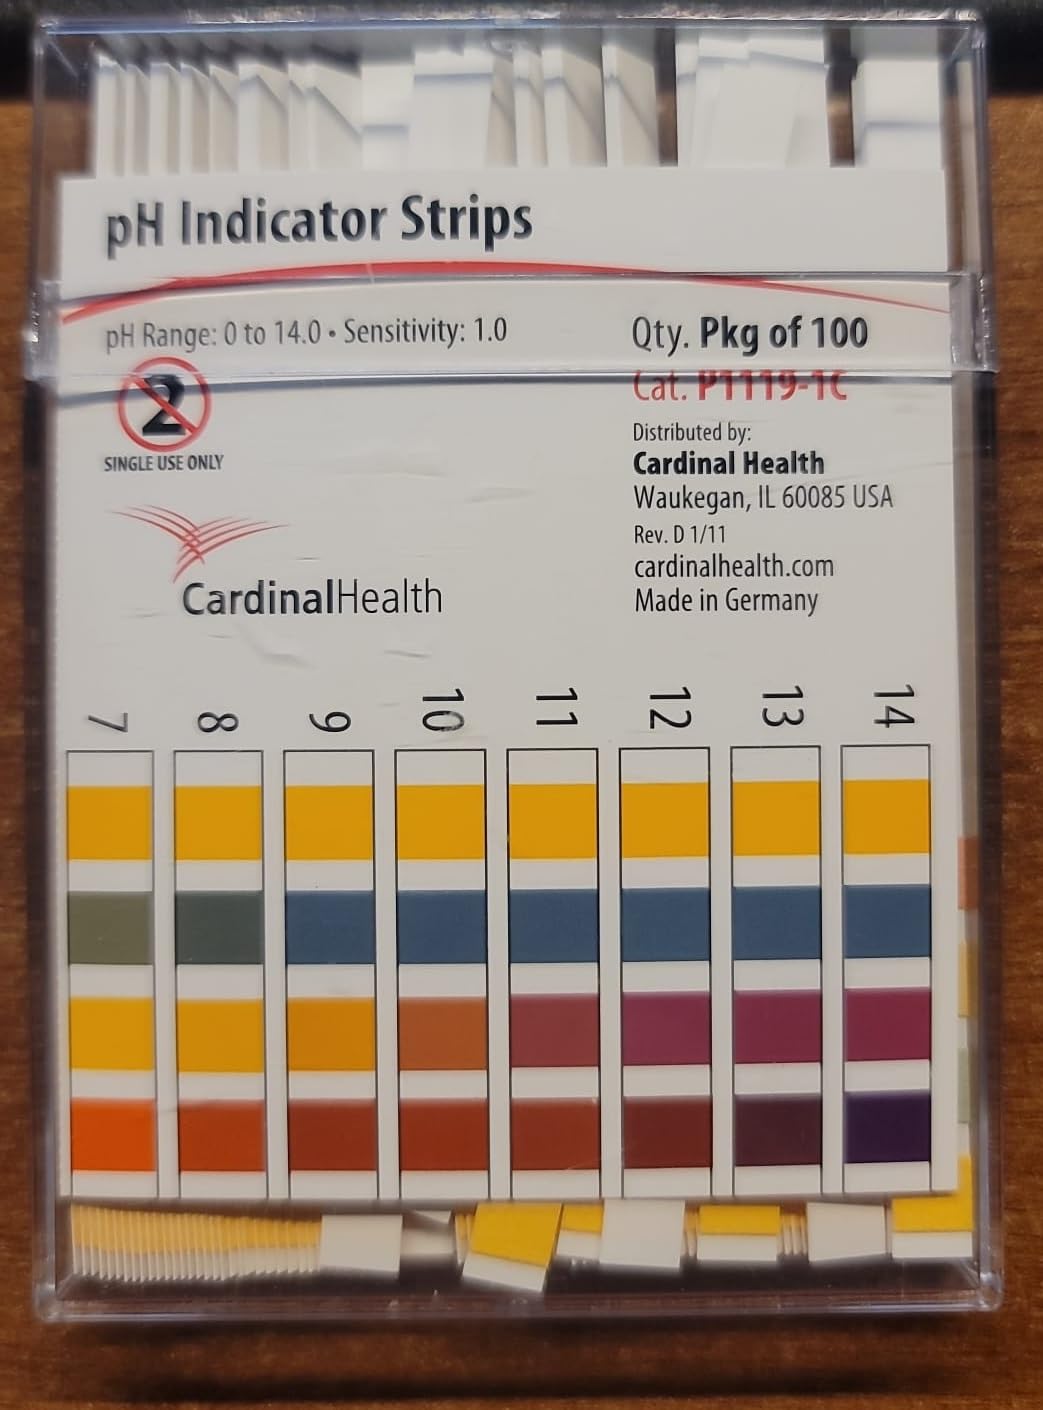 pH Indicator Strips
pH Range: 0 to 14.0 • Sensitivity: 1.0
Qty. Pkg of 100
2
SINGLE USE ONLY
Cat. P1119-1C
Distributed by:
Cardinal Health
Waukegan, IL 60085 USA
Rev. D 1/11
cardinalhealth.com
Made in Germany
CardinalHealth
7 8 9 10 11 12 13 14